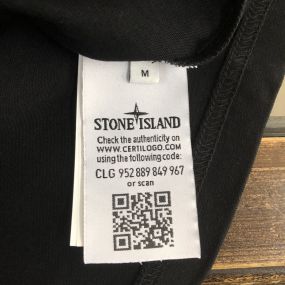 M
STONE ISLAND
Check the authenticity on
WWW.CERTILOGO.COM
using the following code:
CLG 952 889 849 967
or scan